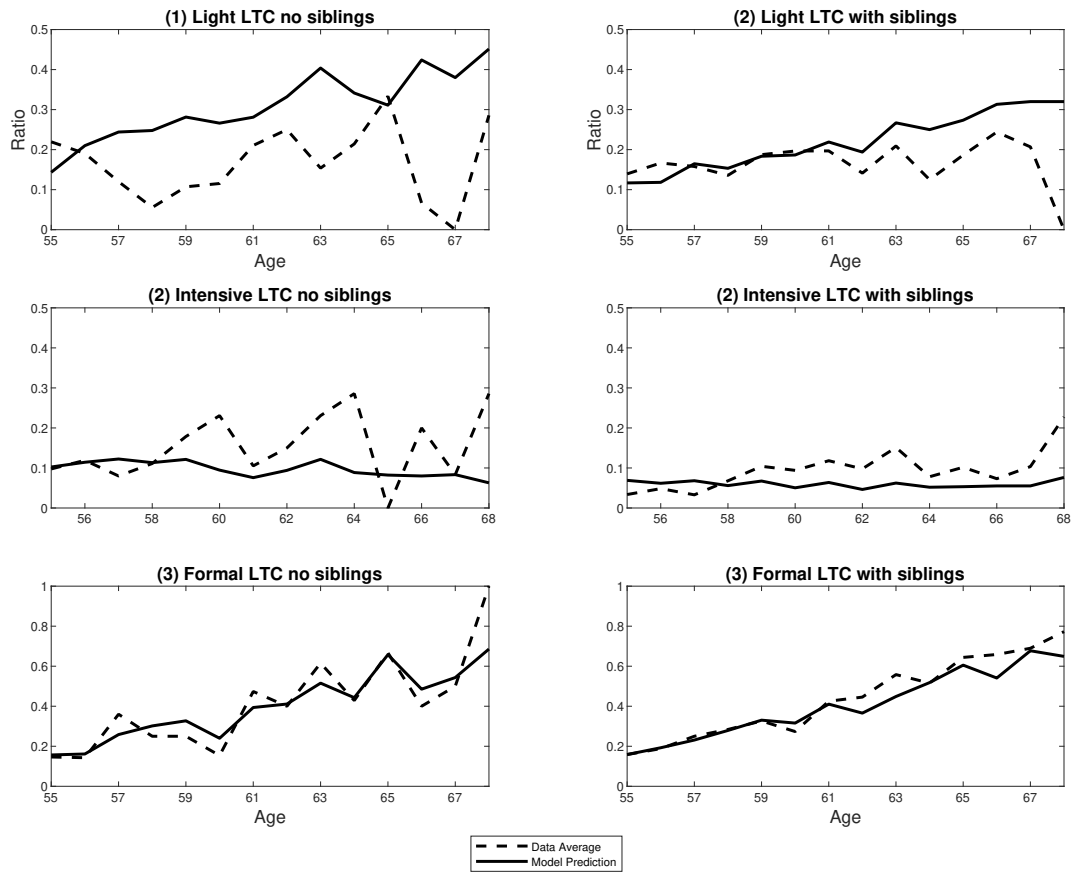 (1) Light LTC no siblings
0.5
0.4
0.3
0.2
0.1
0
Ratio
55 57 59 61 63 65 67
Age
(2) Light LTC with siblings
0.5
0.4
0.3
0.2
0.1
0
Ratio
55 57 59 61 63 65 67
Age
(2) Intensive LTC no siblings
0.5
0.4
0.3
0.2
0.1
0
56 58 60 62 64 66 68
(2) Intensive LTC with siblings
0.5
0.4
0.3
0.2
0.1
0
56 58 60 62 64 66 68
(3) Formal LTC no siblings
1
0.8
0.6
0.4
0.2
0
55 57 59 61 63 65 67
Age
(3) Formal LTC with siblings
1
0.8
0.6
0.4
0.2
0
55 57 59 61 63 65 67
Age
Data Average
Model Prediction